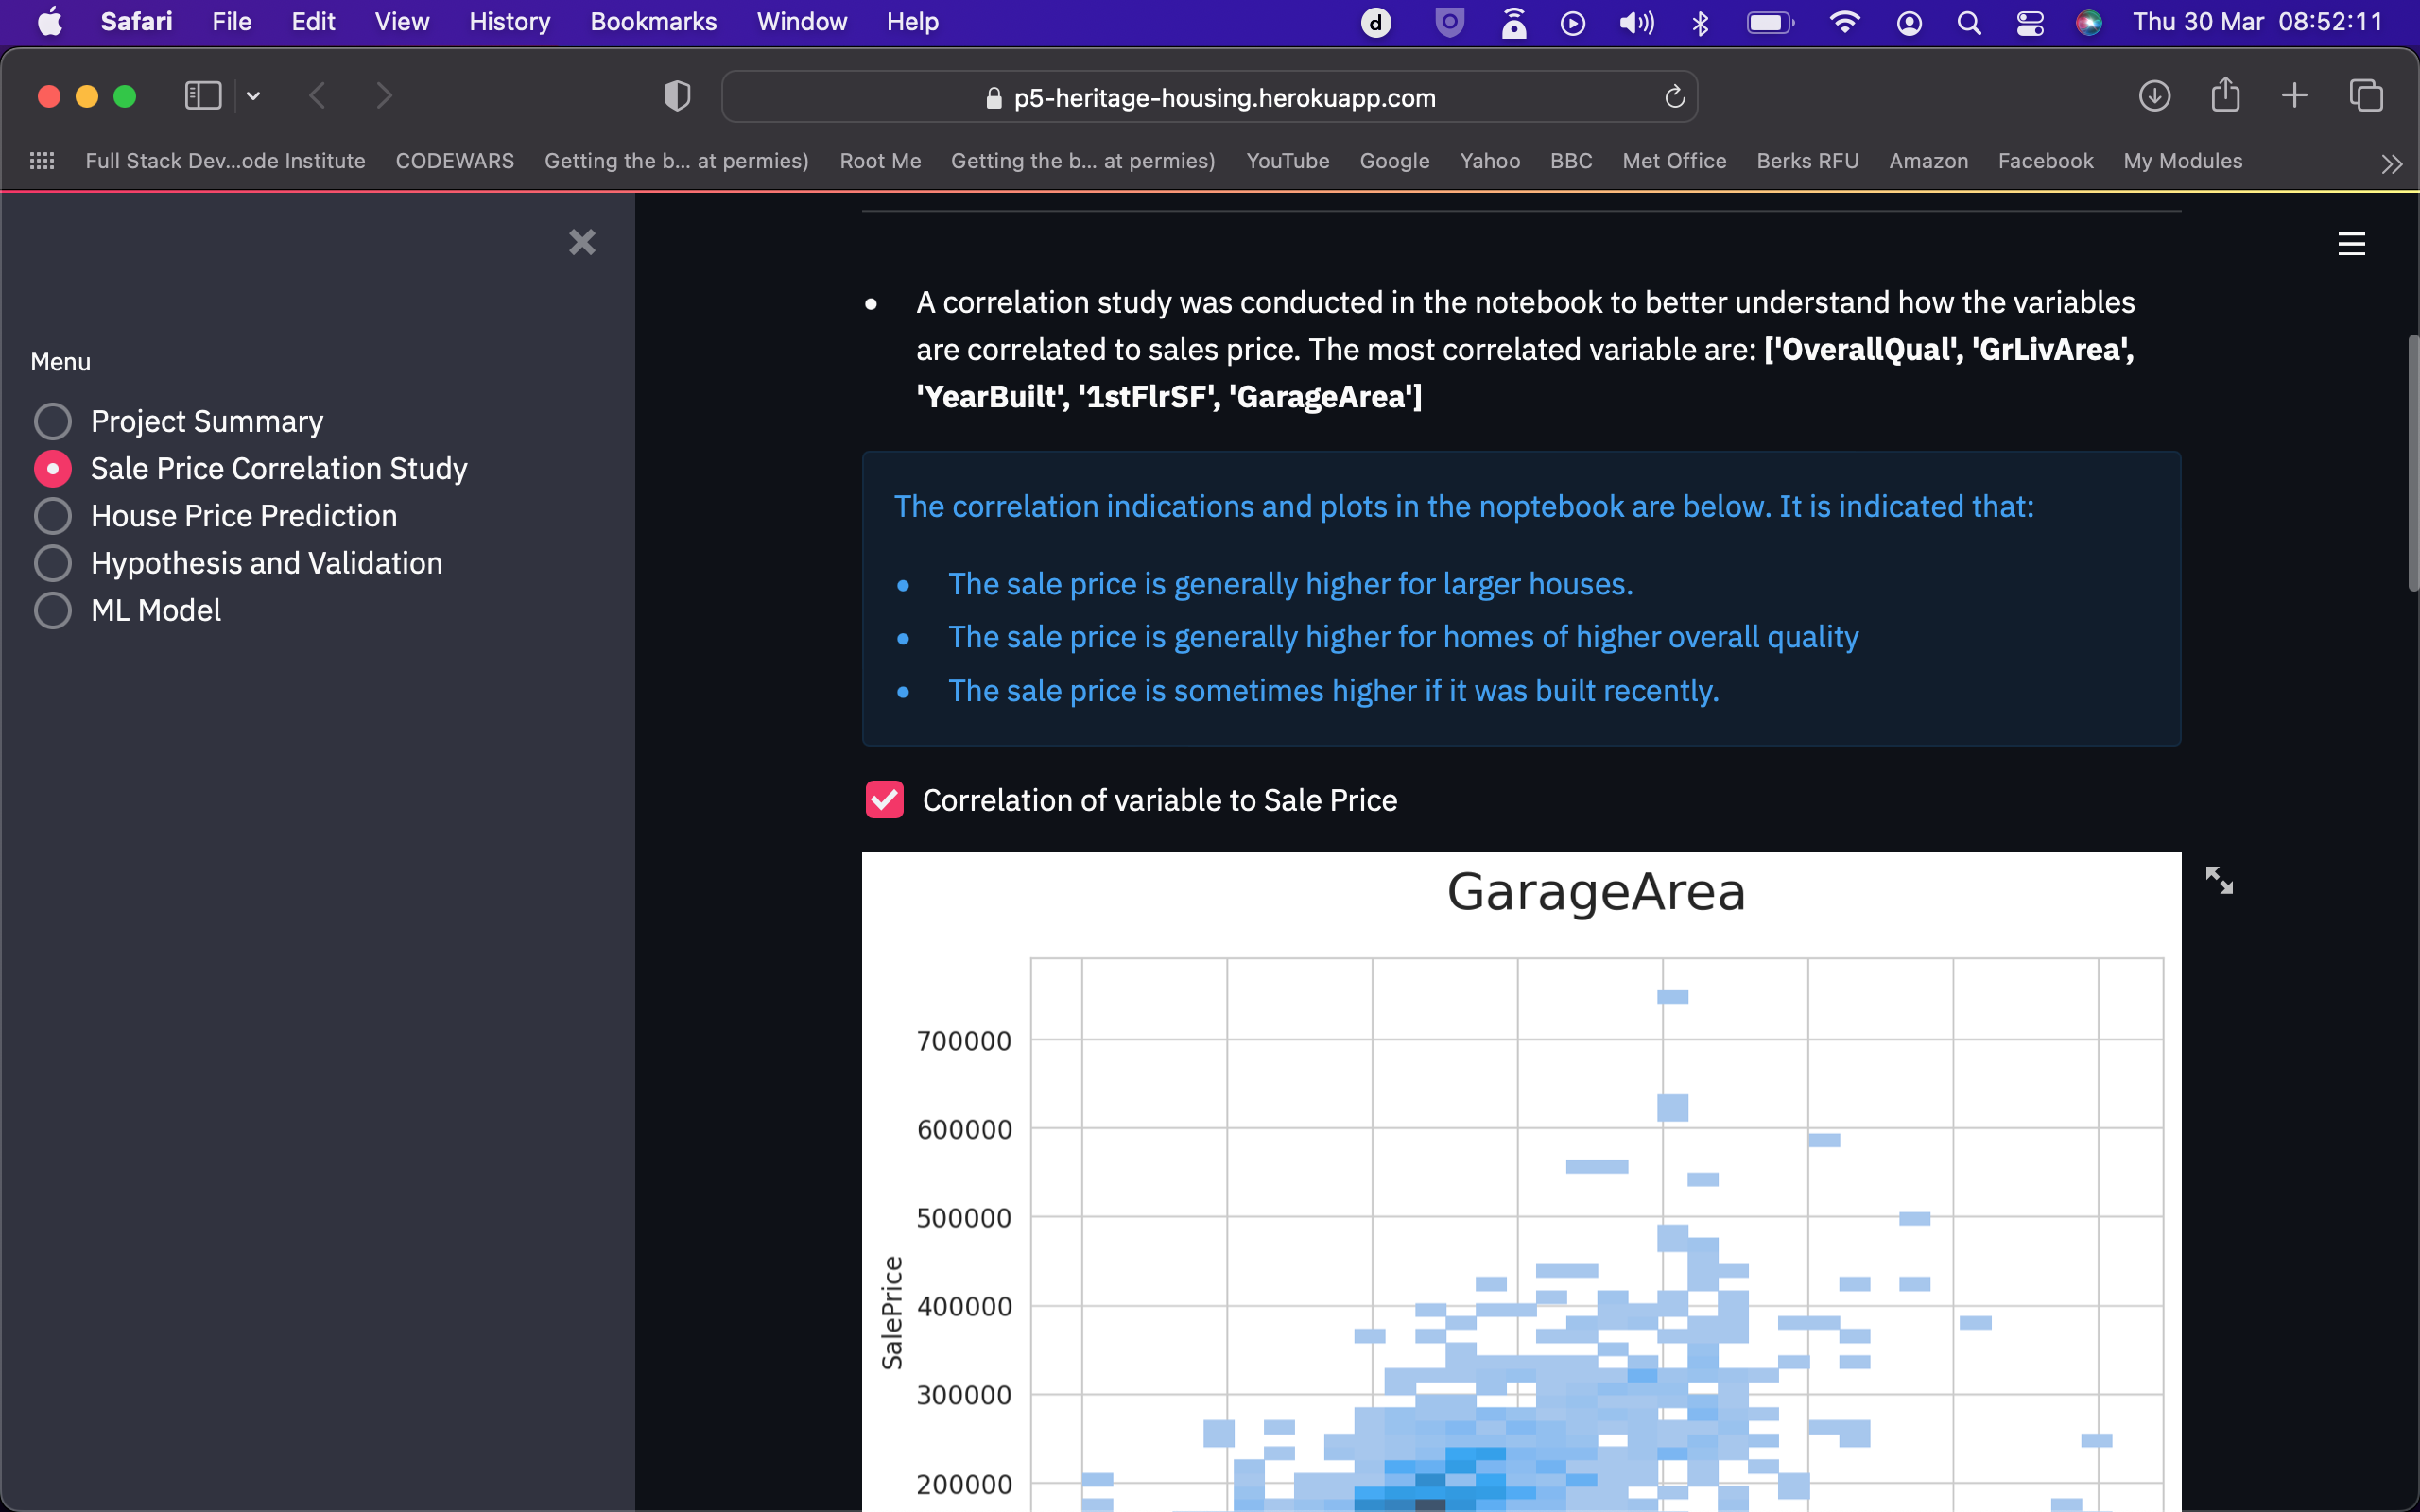 Safari File Edit View History Bookmarks Window Help d Thu 30 Mar 08:52:11
p5-heritage-housing.herokuapp.com
Full Stack Dev...ode Institute CODEWARS Getting the b... at permies) Root Me Getting the b... at permies) YouTube Google Yahoo BBC Met Office Berks RFU Amazon Facebook My Modules
Menu
Project Summary
Sale Price Correlation Study
House Price Prediction
Hypothesis and Validation
ML Model
A correlation study was conducted in the notebook to better understand how the variables
are correlated to sales price. The most correlated variable are: ['OverallQual', 'GrLivArea',
'YearBuilt', '1stFlrSF', 'GarageArea']
The correlation indications and plots in the noptebook are below. It is indicated that:
The sale price is generally higher for larger houses.
The sale price is generally higher for homes of higher overall quality
The sale price is sometimes higher if it was built recently.
Correlation of variable to Sale Price
GarageArea
700000
600000
500000
400000
300000
200000
SalePrice